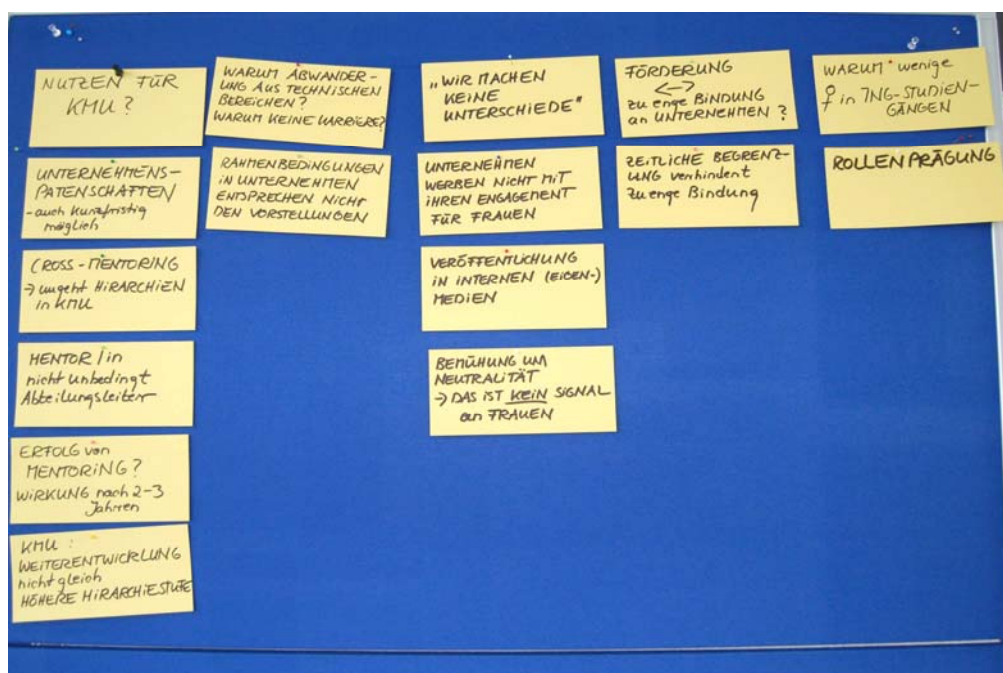 NUTZEN FÜR
KMU?
UNTERNEHMENS-
PATENSCHAFTEN
- auch kurzfristig
möglich
CROSS-MENTORING
→ umgeht HIRARCHIEN
in KMU
MENTOR/in
nicht unbedingt
Abteilungsleiter
ERFOLG von
MENTORING?
WIRKUNG nach 2-3
Jahren
KMU:
WEITERENTWICKLUNG
nicht gleich
HÖHERE HIRARCHIESTUFE
WARUM ABWANDER-
UNG AUS TECHNISCHEN
BEREICHEN?
WARUM KEINE KARRIERE?
RAHMENBEDINGUNGEN
IN UNTERNEHMEN
ENTSPRECHEN NICHT
DEN VORSTELLUNGEN
„WIR MACHEN
KEINE
UNTERSCHIEDE"
UNTERNEHMEN
WERBEN NICHT MIT
IHREN ENGAGEMENT
FÜR FRAUEN
VERÖFFENTLICHUNG
IN INTERNEN (EIGEN-)
MEDIEN
BEMÜHUNG UM
NEUTRALITÄT
→ DAS IST KEIN SIGNAL
an FRAUEN
FÖRDERUNG
<->
zu enge BINDUNG
an UNTERNEHMEN?
ZEITLICHE BEGRENZ-
UNG verhindert
zu enge Bindung
WARUM wenige
♀ in ING-STUDIEN-
GÄNGEN
ROLLENPRÄGUNG